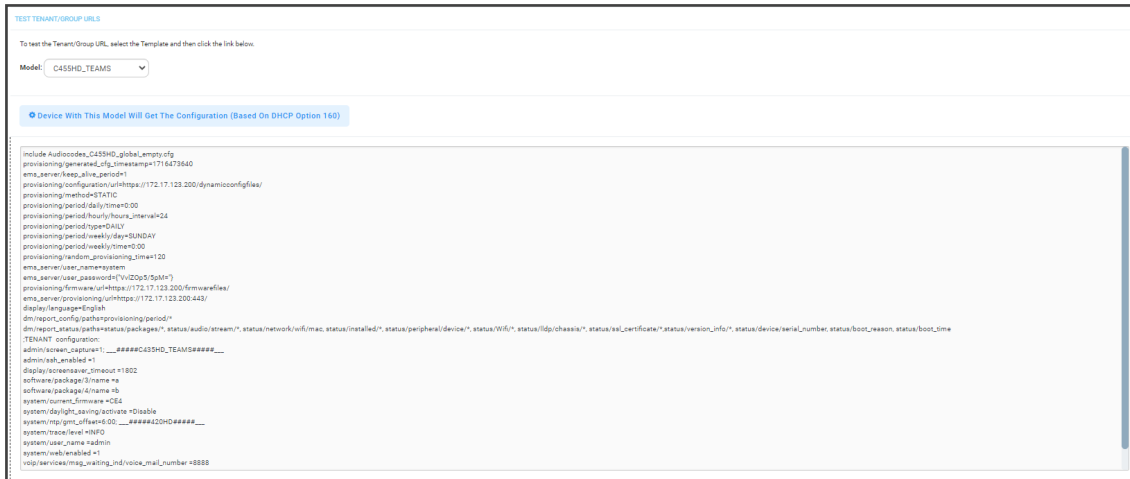 TEST TENANT/GROUP URLS
To test the Tenant/Group URL, select the Template and then click the link below.
Model: C455HD_TEAMS
Device With This Model Will Get The Configuration (Based On DHCP Option 160)
include Audiocodes_C455HD_global_empty.cfg
provisioning/generated_cfg_timestamp=1716473640
ems_server/keep_alive_period=1
provisioning/configuration/url=https://172.17.123.200/dynamicconfigfiles/
provisioning/method=STATIC
provisioning/period/daily/time=0:00
provisioning/period/hourly/hours_interval=24
provisioning/period/type=DAILY
provisioning/period/weekly/day=SUNDAY
provisioning/period/weekly/time=0:00
provisioning/random_provisioning_time=120
ems_server/user_name=system
ems_server/user_password={"VvlZOp5/5pM="}
provisioning/firmware/url=https://172.17.123.200/firmwarefiles/
ems_server/provisioning/url=https://172.17.123.200:443/
display/language=English
dm/report_config/paths=provisioning/period/*
dm/report_status/paths=status/packages/*, status/audio/stream/*, status/network/wifi/mac, status/installed/*, status/peripheral/device/*, status/Wifi/*, status/lldp/chassis/*, status/ssl_certificate/*,status/version_info/*, status/device/serial_number, status/boot_reason, status/boot_time
;TENANT configuration:
admin/screen_capture=1; ___#####C435HD_TEAMS#####___
admin/ssh_enabled =1
display/screensaver_timeout =1802
software/package/3/name =a
software/package/4/name =b
system/current_firmware =CE4
system/daylight_saving/activate =Disable
system/ntp/gmt_offset=6:00; ___#####420HD#####___
system/trace/level =INFO
system/user_name =admin
system/web/enabled =1
voip/services/msg_waiting_ind/voice_mail_number =8888